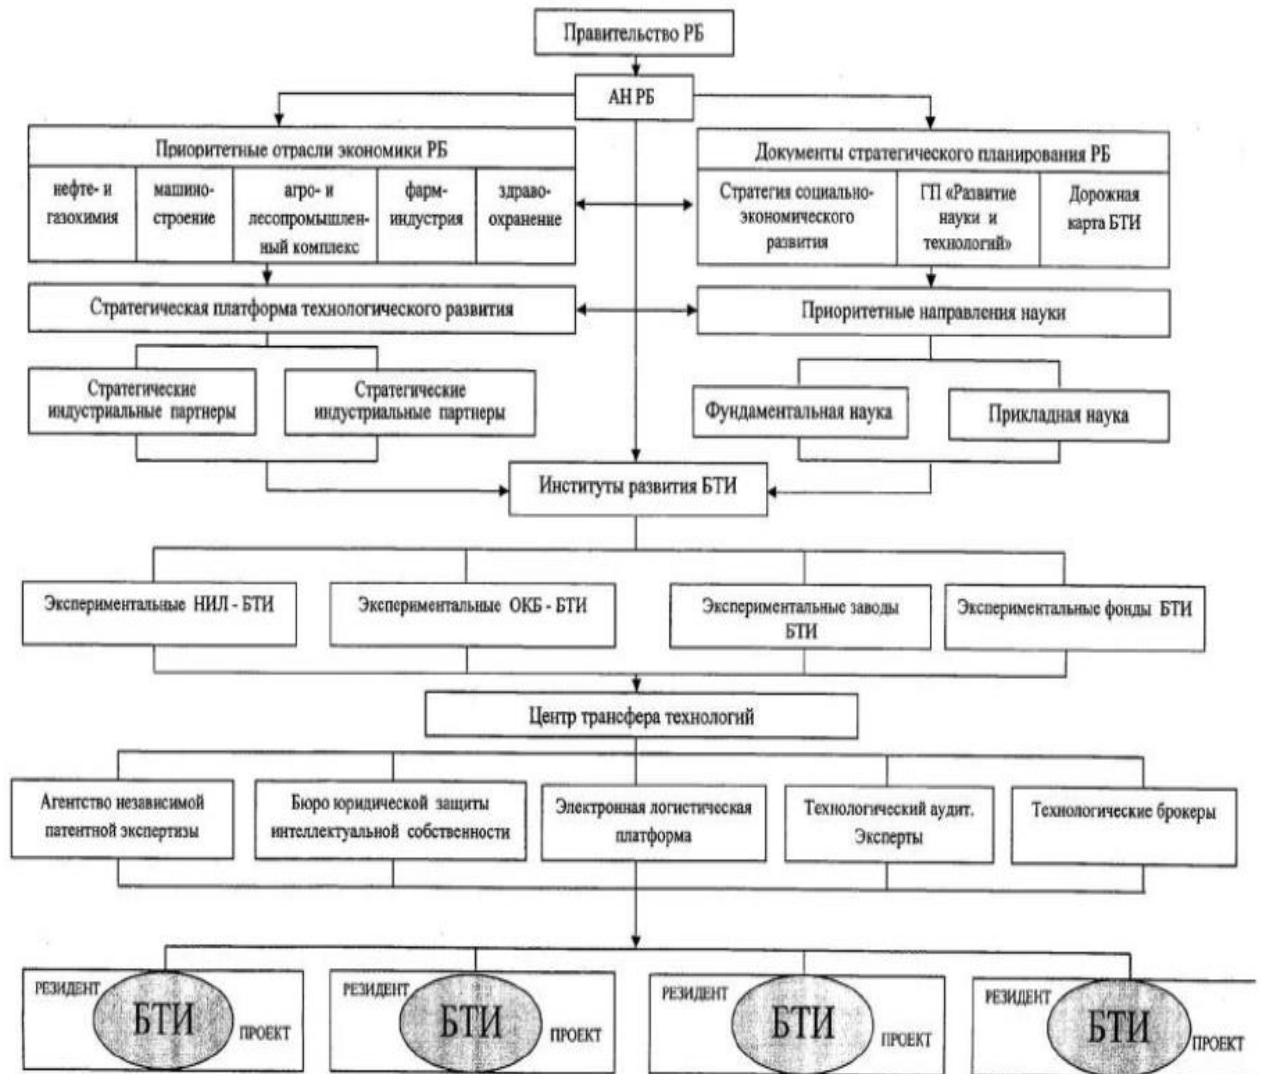 Правительство РБ
АН РБ
Приоритетные отрасли экономики РБ
нефте- и
газохимия
машино-
строение
агро- и
лесопромышлен-
ный комплекс
фарм-
индустрия
здраво-
охранение
Документы стратегического планирования РБ
Стратегия социально-
экономического
развития
ГП «Развитие
науки и
технологий»
Дорожная
карта БТИ
Стратегическая платформа технологического развития
Приоритетные направления науки
Стратегические
индустриальные партнеры
Стратегические
индустриальные партнеры
Фундаментальная наука
Прикладная наука
Институты развития БТИ
Экспериментальные НИЛ - БТИ
Экспериментальные ОКБ - БТИ
Экспериментальные заводы
БТИ
Экспериментальные фонды БТИ
Центр трансфера технологий
Агентство независимой
патентной экспертизы
Бюро юридической защиты
интеллектуальной собственности
Электронная логистическая
платформа
Технологический аудит.
Эксперты
Технологические брокеры
РЕЗИДЕНТ
БТИ
ПРОЕКТ
РЕЗИДЕНТ
БТИ
ПРОЕКТ
РЕЗИДЕНТ
БТИ
ПРОЕКТ
РЕЗИДЕНТ
БТИ
ПРОЕКТ